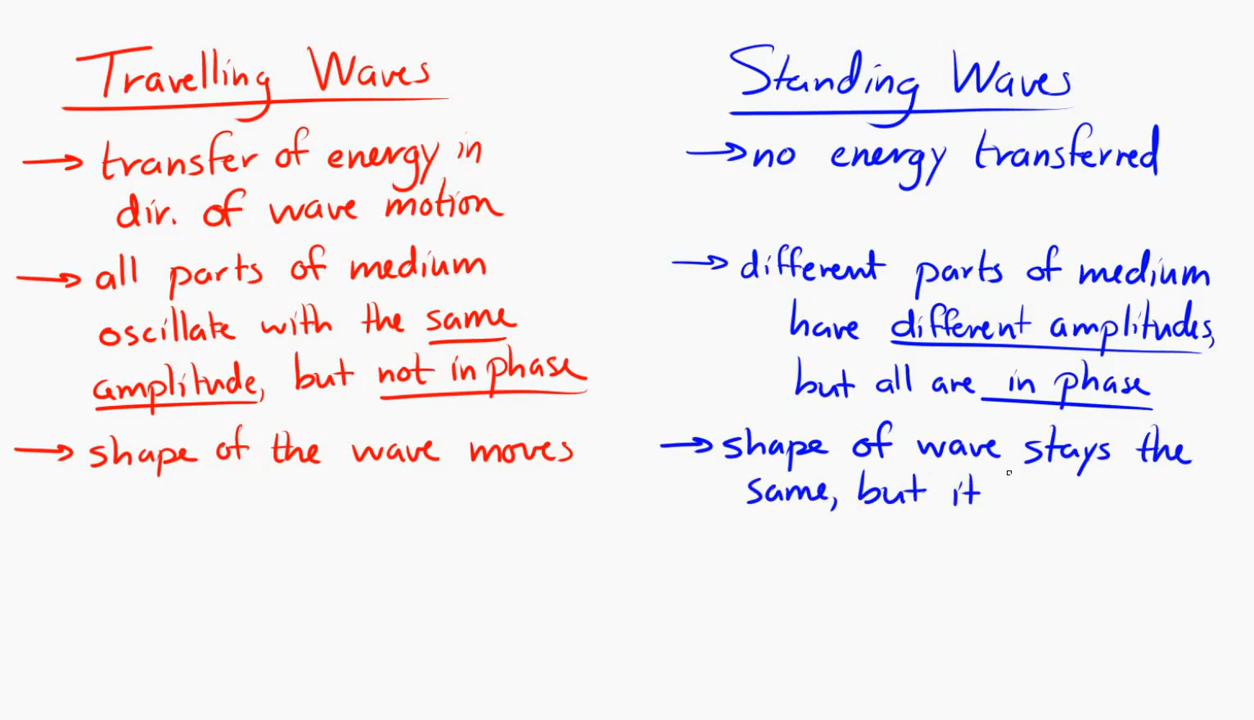 Travelling Waves
→ transfer of energy in
dir. of wave motion
→ all parts of medium
oscillate with the same
amplitude, but not in phase
→ shape of the wave moves
Standing Waves
→ no energy transferred
→ different parts of medium
have different amplitudes,
but all are in phase
→ shape of wave stays the
same, but it